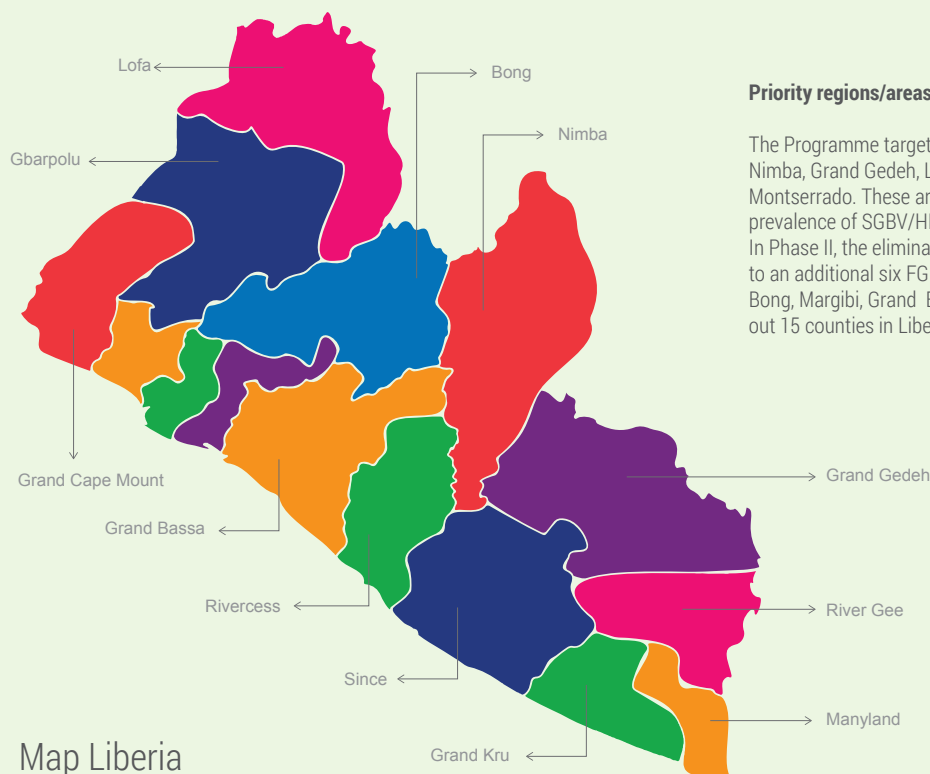 Lofa
Bong
Nimba
Gbarpolu
Priority regions/areas
The Programme target
Nimba, Grand Gedeh, L
Montserrado. These ar
prevalence of SGBV/H
In Phase II, the elimina
to an additional six FG
Bong, Margibi, Grand
out 15 counties in Libe
Grand Cape Mount
Grand Gedeh
Grand Bassa
Rivercess
River Gee
Since
Manyland
Grand Kru
Map Liberia